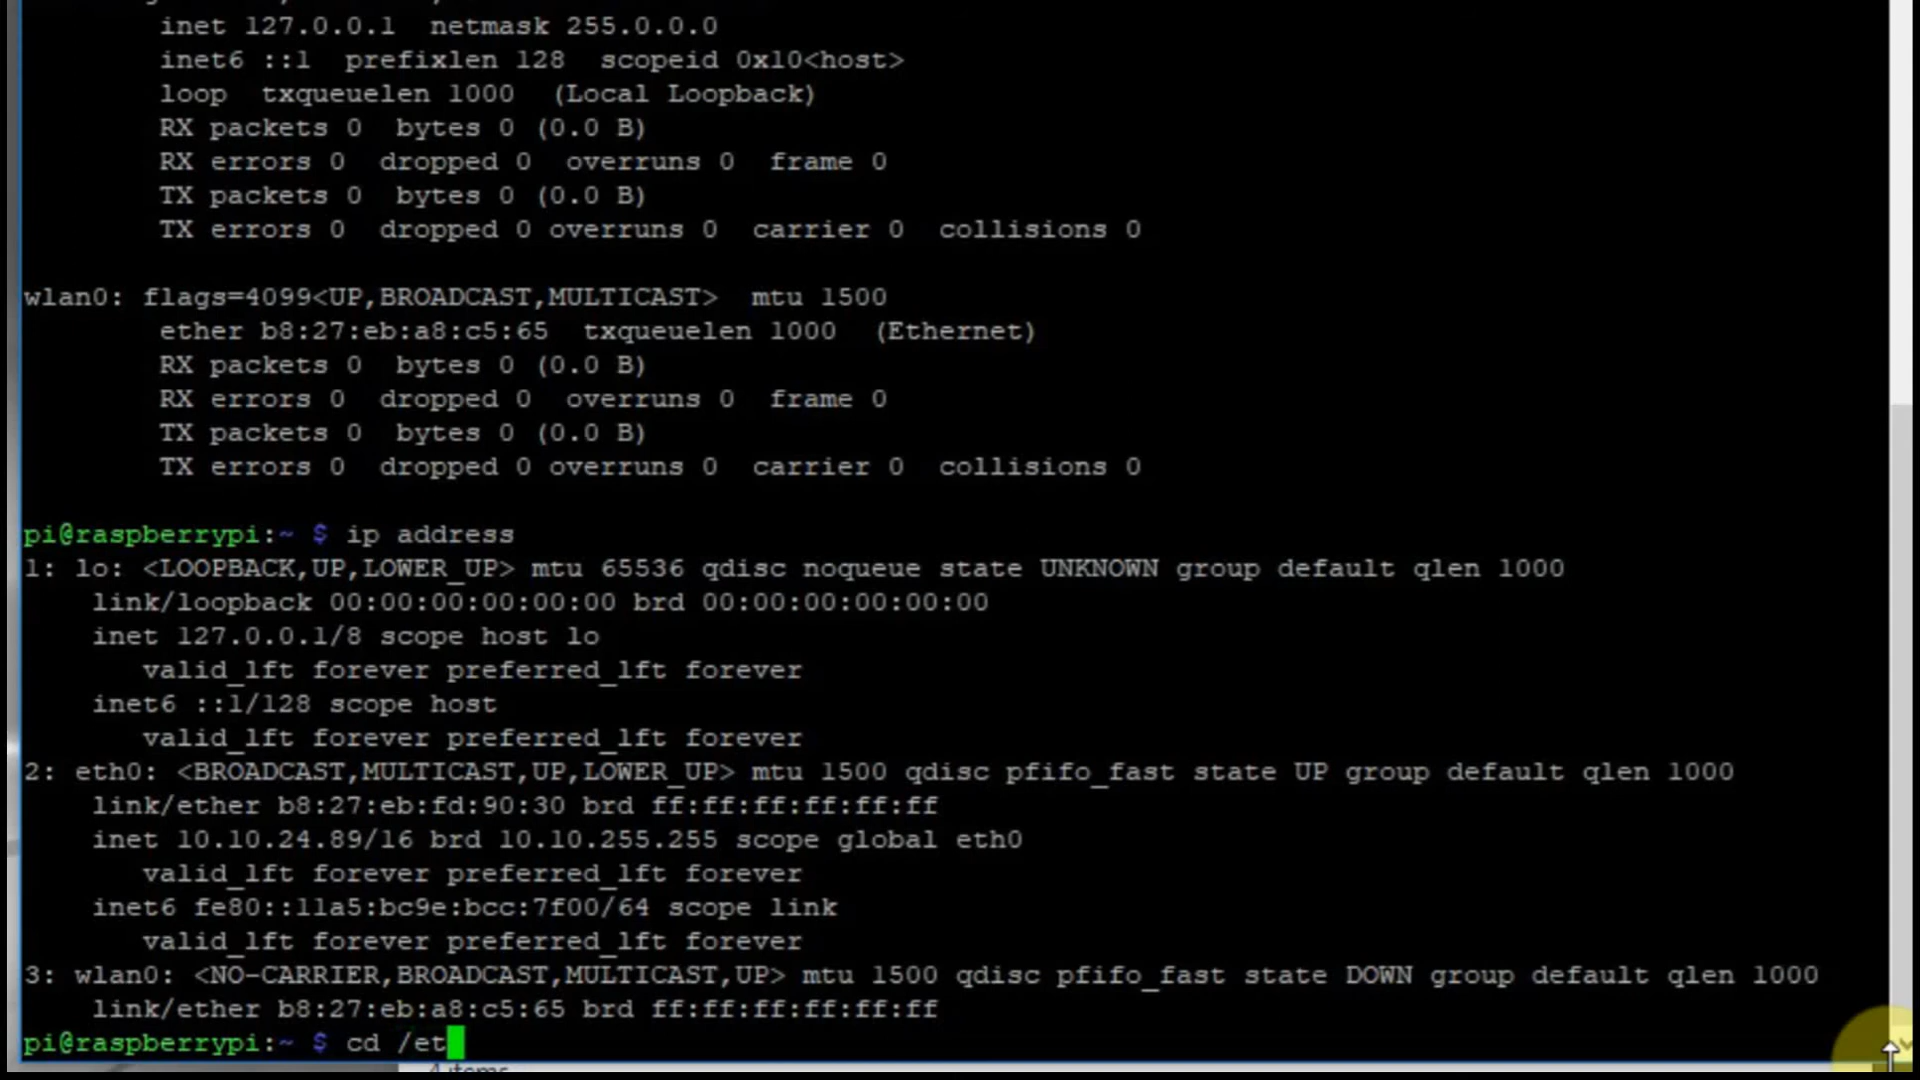 inet 127.0.0.1 netmask 255.0.0.0
inet6 ::1 prefixlen 128 scopeid 0x10<host>
loop txqueuelen 1000 (Local Loopback)
RX packets 0 bytes 0 (0.0 B)
RX errors 0 dropped 0 overruns 0 frame 0
TX packets 0 bytes 0 (0.0 B)
TX errors 0 dropped 0 overruns 0 carrier 0 collisions 0
wlan0: flags=4099<UP,BROADCAST,MULTICAST> mtu 1500
ether b8:27:eb:a8:c5:65 txqueuelen 1000 (Ethernet)
RX packets 0 bytes 0 (0.0 B)
RX errors 0 dropped 0 overruns 0 frame 0
TX packets 0 bytes 0 (0.0 B)
TX errors 0 dropped 0 overruns 0 carrier 0 collisions 0
pi@raspberrypi:~ $ ip address
1: lo: <LOOPBACK,UP,LOWER_UP> mtu 65536 qdisc noqueue state UNKNOWN group default qlen 1000
link/loopback 00:00:00:00:00:00 brd 00:00:00:00:00:00
inet 127.0.0.1/8 scope host lo
valid_lft forever preferred_lft forever
inet6 ::1/128 scope host
valid_lft forever preferred_lft forever
2: eth0: <BROADCAST,MULTICAST,UP,LOWER_UP> mtu 1500 qdisc pfifo_fast state UP group default qlen 1000
link/ether b8:27:eb:fd:90:30 brd ff:ff:ff:ff:ff:ff
inet 10.10.24.89/16 brd 10.10.255.255 scope global eth0
valid_lft forever preferred_lft forever
inet6 fe80::11a5:bc9e:bcc:7f00/64 scope link
valid_lft forever preferred_lft forever
3: wlan0: <NO-CARRIER,BROADCAST,MULTICAST,UP> mtu 1500 qdisc pfifo_fast state DOWN group default qlen 1000
link/ether b8:27:eb:a8:c5:65 brd ff:ff:ff:ff:ff:ff
pi@raspberrypi:~ $ cd /et
4 items